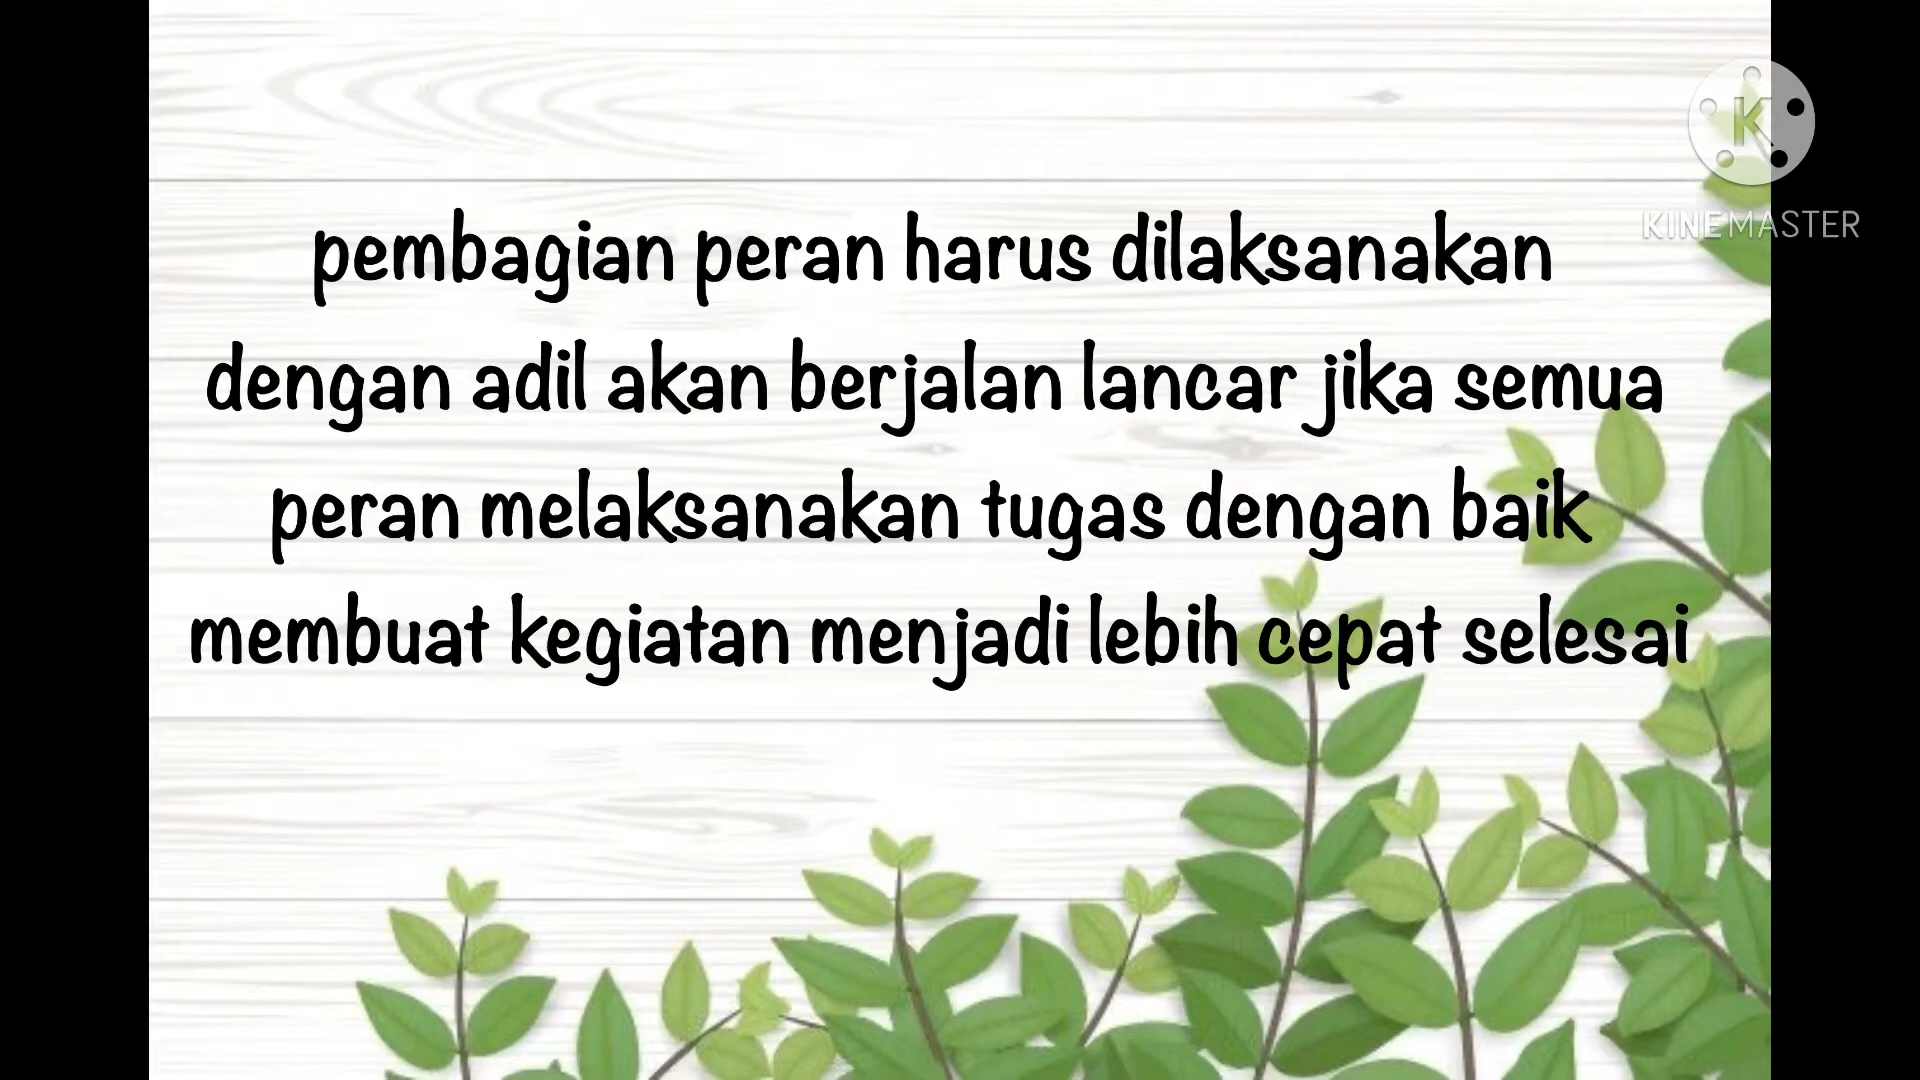 KINEMASTER
pembagian peran harus dilaksanakan
dengan adil akan berjalan lancar jika semua
peran melaksanakan tugas dengan baik
membuat kegiatan menjadi lebih cepat selesai